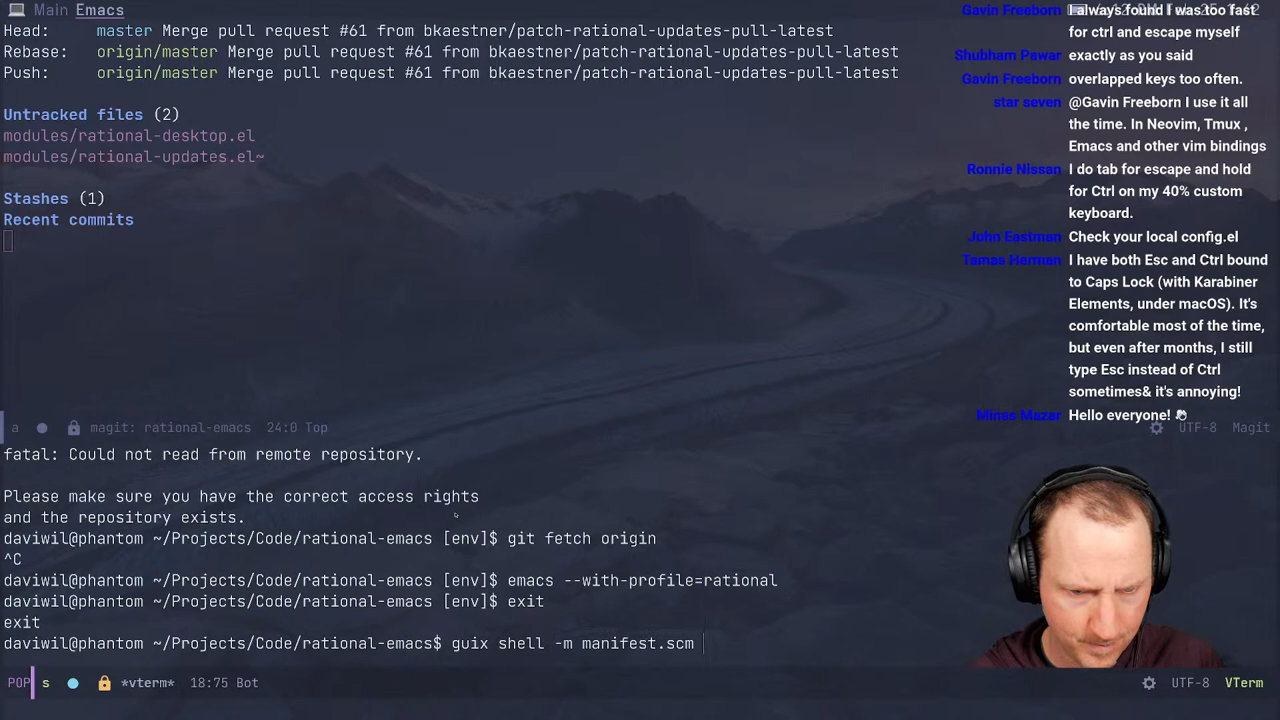 Main Emacs
Head: master Merge pull request #61 from bkaestner/patch-rational-updates-pull-latest
Rebase: origin/master Merge pull request #61 from bkaestner/patch-rational-updates-pull-latest
Push: origin/master Merge pull request #61 from bkaestner/patch-rational-updates-pull-latest
Untracked files (2)
modules/rational-desktop.el
modules/rational-updates.el~
Stashes (1)
Recent commits
a magit: rational-emacs 24:0 Top UTF-8 Magit
fatal: Could not read from remote repository.
Please make sure you have the correct access rights
and the repository exists.
daviwil@phantom ~/Projects/Code/rational-emacs [env]$ git fetch origin
^C
daviwil@phantom ~/Projects/Code/rational-emacs [env]$ emacs --with-profile=rational
daviwil@phantom ~/Projects/Code/rational-emacs [env]$ exit
exit
daviwil@phantom ~/Projects/Code/rational-emacs$ guix shell -m manifest.scm
POP s *vterm* 18:75 Bot UTF-8 VTerm
Gavin Freeborn I always found I was too fast
for ctrl and escape myself
Shubham Pawar exactly as you said
Gavin Freeborn overlapped keys too often.
star seven @Gavin Freeborn I use it all
the time. In Neovim, Tmux ,
Emacs and other vim bindings
Ronnie Nissan I do tab for escape and hold
for Ctrl on my 40% custom
keyboard.
John Eastman Check your local config.el
Tamas Herman I have both Esc and Ctrl bound
to Caps Lock (with Karabiner
Elements, under macOS). It's
comfortable most of the time,
but even after months, I still
type Esc instead of Ctrl
sometimes& it's annoying!
Minas Mazar Hello everyone!